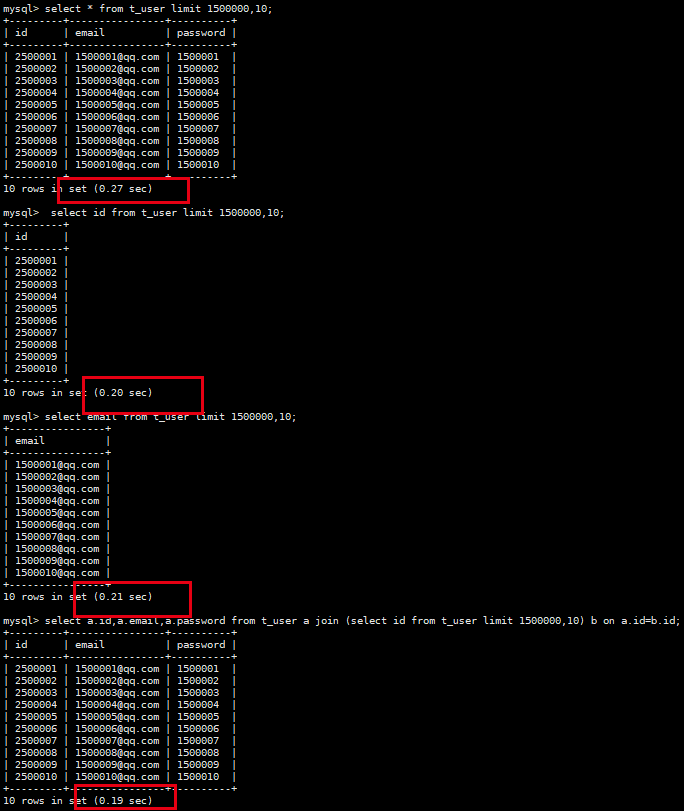 mysql> select * from t_user limit 1500000,10;
+---------+----------------+----------+
| id      | email          | password |
+---------+----------------+----------+
| 2500001 | 1500001@qq.com | 1500001  |
| 2500002 | 1500002@qq.com | 1500002  |
| 2500003 | 1500003@qq.com | 1500003  |
| 2500004 | 1500004@qq.com | 1500004  |
| 2500005 | 1500005@qq.com | 1500005  |
| 2500006 | 1500006@qq.com | 1500006  |
| 2500007 | 1500007@qq.com | 1500007  |
| 2500008 | 1500008@qq.com | 1500008  |
| 2500009 | 1500009@qq.com | 1500009  |
| 2500010 | 1500010@qq.com | 1500010  |
+---------+----------------+----------+
10 rows in set (0.27 sec)
mysql>  select id from t_user limit 1500000,10;
+---------+
| id      |
+---------+
| 2500001 |
| 2500002 |
| 2500003 |
| 2500004 |
| 2500005 |
| 2500006 |
| 2500007 |
| 2500008 |
| 2500009 |
| 2500010 |
+---------+
10 rows in set (0.20 sec)
mysql> select email from t_user limit 1500000,10;
+----------------+
| email          |
+----------------+
| 1500001@qq.com |
| 1500002@qq.com |
| 1500003@qq.com |
| 1500004@qq.com |
| 1500005@qq.com |
| 1500006@qq.com |
| 1500007@qq.com |
| 1500008@qq.com |
| 1500009@qq.com |
| 1500010@qq.com |
+----------------+
10 rows in set (0.21 sec)
mysql> select a.id,a.email,a.password from t_user a join (select id from t_user limit 1500000,10) b on a.id=b.id;
+---------+----------------+----------+
| id      | email          | password |
+---------+----------------+----------+
| 2500001 | 1500001@qq.com | 1500001  |
| 2500002 | 1500002@qq.com | 1500002  |
| 2500003 | 1500003@qq.com | 1500003  |
| 2500004 | 1500004@qq.com | 1500004  |
| 2500005 | 1500005@qq.com | 1500005  |
| 2500006 | 1500006@qq.com | 1500006  |
| 2500007 | 1500007@qq.com | 1500007  |
| 2500008 | 1500008@qq.com | 1500008  |
| 2500009 | 1500009@qq.com | 1500009  |
| 2500010 | 1500010@qq.com | 1500010  |
+---------+----------------+----------+
10 rows in set (0.19 sec)